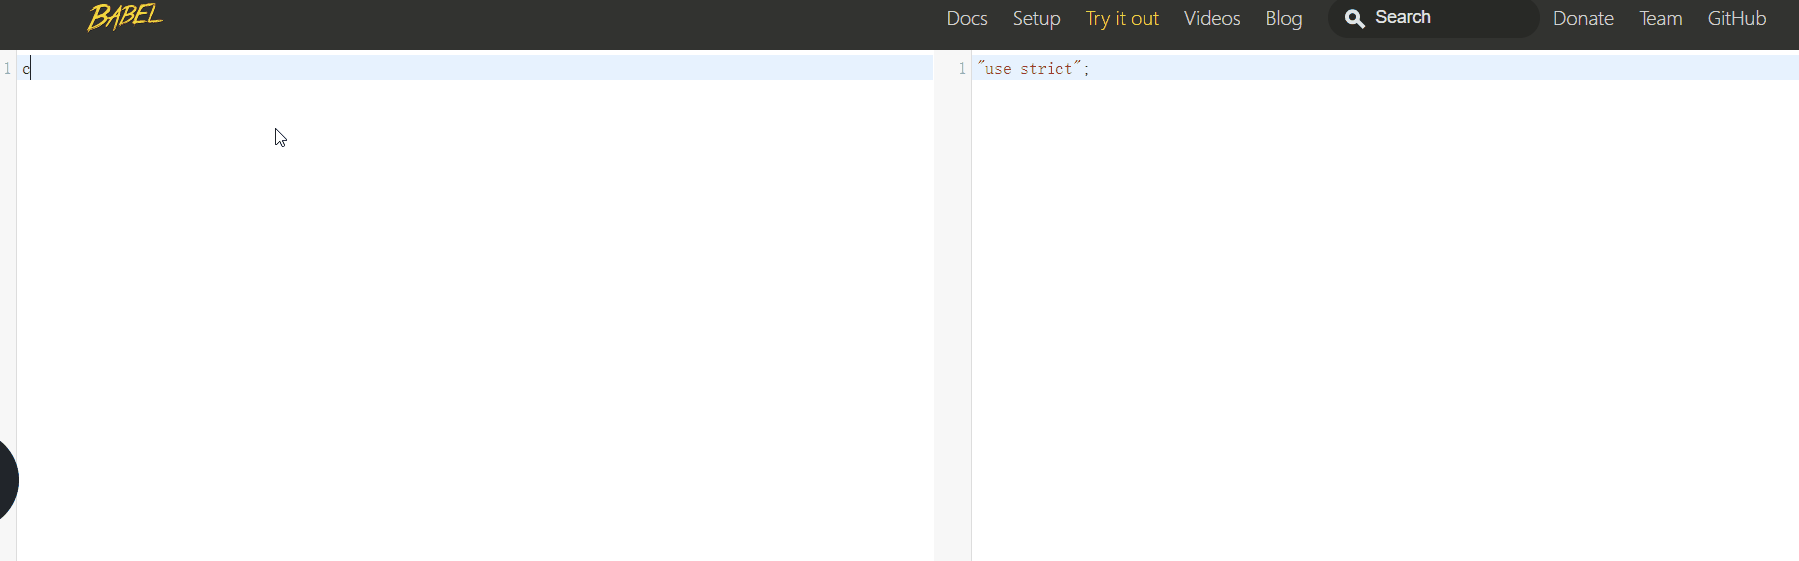 BABEL
Docs Setup Try it out Videos Blog Search Donate Team GitHub
1 c
1 "use strict";